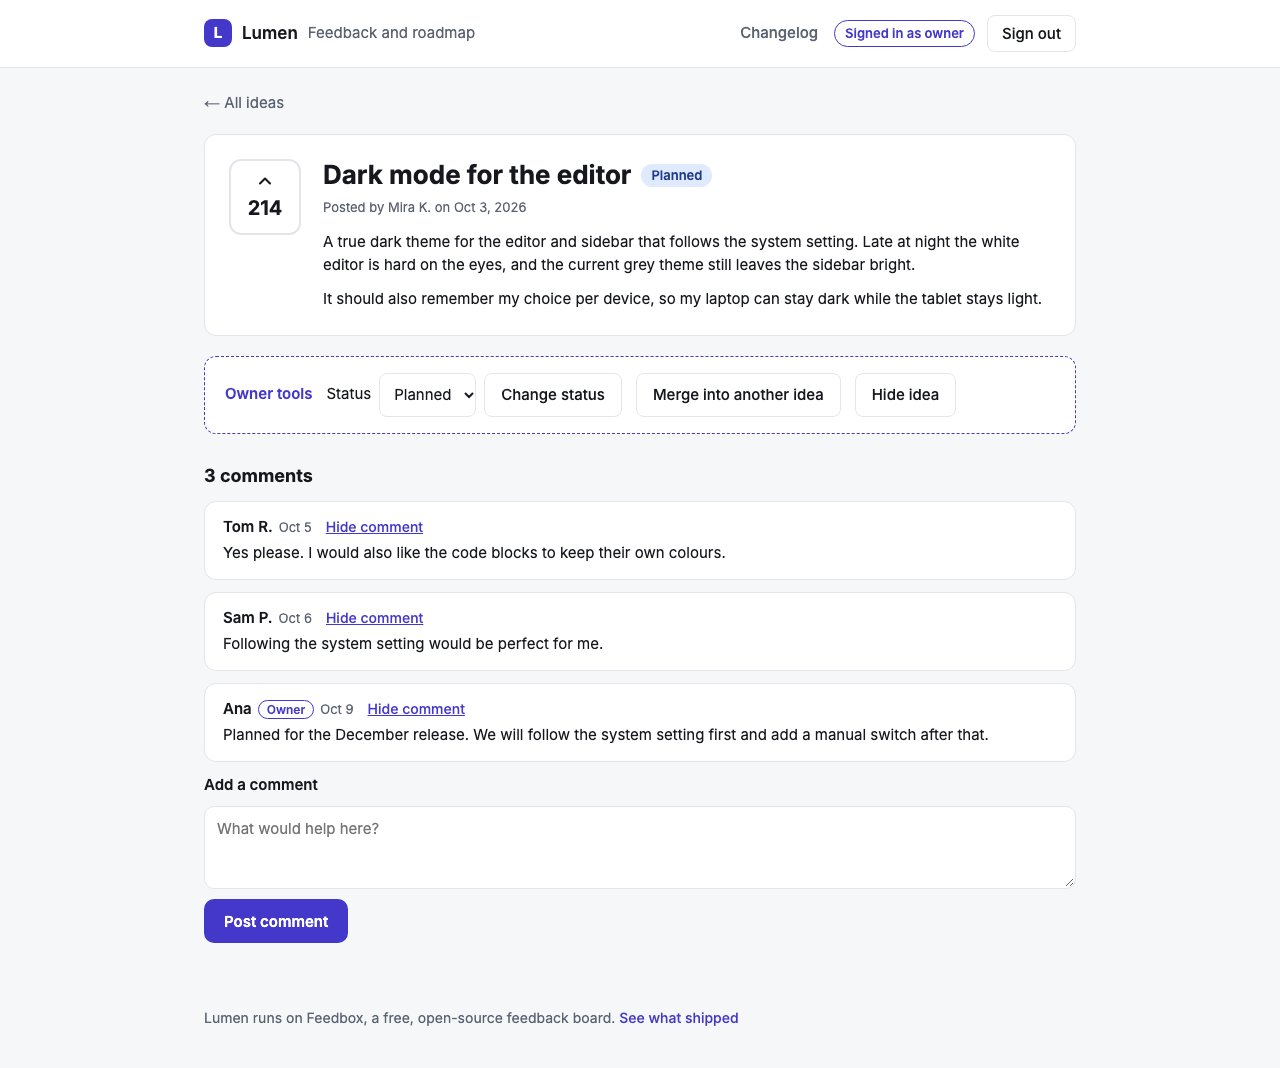 L Lumen Feedback and roadmap Changelog Signed in as owner Sign out
← All ideas
214
Dark mode for the editor Planned
Posted by Mira K. on Oct 3, 2026
A true dark theme for the editor and sidebar that follows the system setting. Late at night the white
editor is hard on the eyes, and the current grey theme still leaves the sidebar bright.
It should also remember my choice per device, so my laptop can stay dark while the tablet stays light.
Owner tools Status Planned Change status Merge into another idea Hide idea
3 comments
Tom R. Oct 5 Hide comment
Yes please. I would also like the code blocks to keep their own colours.
Sam P. Oct 6 Hide comment
Following the system setting would be perfect for me.
Ana Owner Oct 9 Hide comment
Planned for the December release. We will follow the system setting first and add a manual switch after that.
Add a comment
What would help here?
Post comment
Lumen runs on Feedbox, a free, open-source feedback board. See what shipped